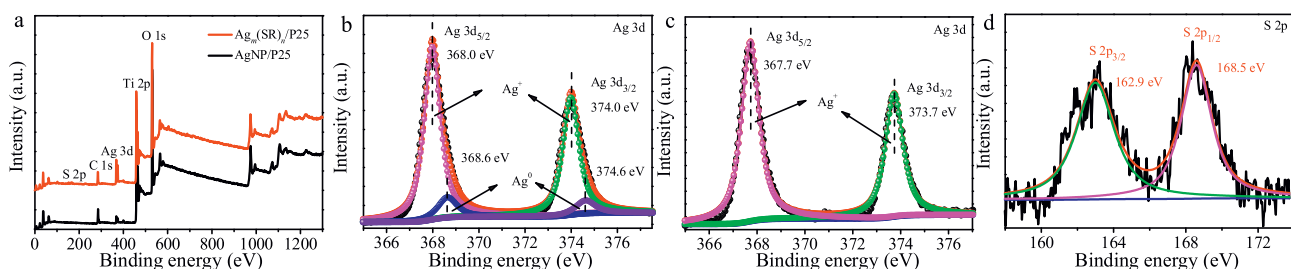 a
Intensity (a.u.)
O 1s
Ti 2p
Ag 3d
C 1s
S 2p
Agₘ(SR)ₙ/P25
AgNP/P25
0 200 400 600 800 1000 1200
Binding energy (eV)
b
Intensity (a.u.)
Ag 3d
Ag 3d5/2
368.0 eV
Ag 3d3/2
374.0 eV
Ag⁺
368.6 eV
374.6 eV
Ag⁰
366 368 370 372 374 376
Binding energy (eV)
c
Intensity (a.u.)
Ag 3d
Ag 3d5/2
367.7 eV
Ag 3d3/2
373.7 eV
Ag⁺
366 368 370 372 374 376
Binding energy (eV)
d
Intensity (a.u.)
S 2p
S 2p3/2
162.9 eV
S 2p1/2
168.5 eV
160 164 168 172
Binding energy (eV)